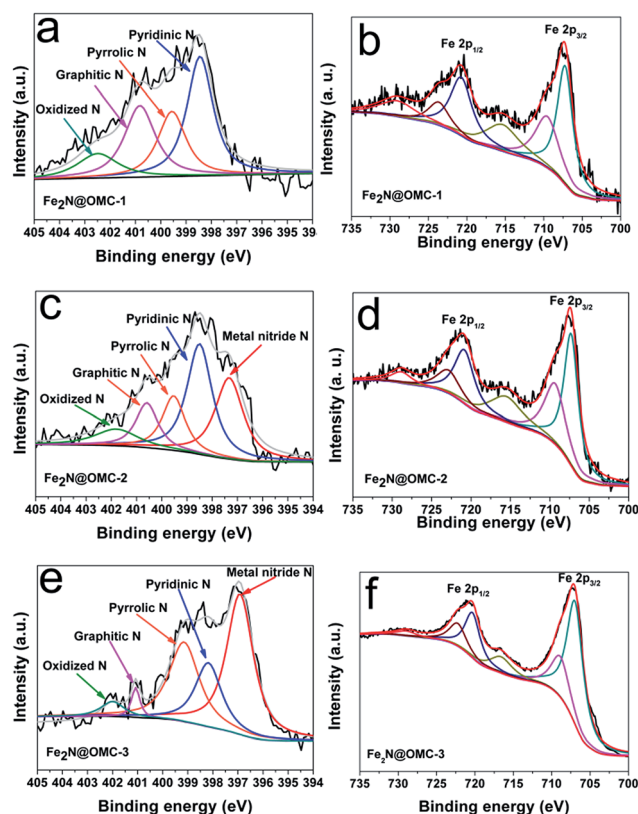 a
Pyridinic N
Pyrrolic N
Graphitic N
Oxidized N
Intensity (a.u.)
Fe2N@OMC-1
405 404 403 402 401 400 399 398 397 396 395 39
Binding energy (eV)
b
Fe 2p3/2
Fe 2p1/2
Intensity (a. u.)
Fe2N@OMC-1
735 730 725 720 715 710 705 700
Binding energy (eV)
c
Pyridinic N
Metal nitride N
Pyrrolic N
Graphitic N
Oxidized N
Intensity (a.u.)
Fe2N@OMC-2
405 404 403 402 401 400 399 398 397 396 395 394
Binding energy (eV)
d
Fe 2p3/2
Fe 2p1/2
Intensity (a. u.)
Fe2N@OMC-2
735 730 725 720 715 710 705 700
Binding energy (eV)
e
Metal nitride N
Pyridinic N
Pyrrolic N
Graphitic N
Oxidized N
Intensity (a.u.)
Fe2N@OMC-3
405 404 403 402 401 400 399 398 397 396 395 394
Binding energy (eV)
f
Fe 2p3/2
Fe 2p1/2
Intensity (a.u.)
Fe2N@OMC-3
735 730 725 720 715 710 705 700
Binding energy (eV)